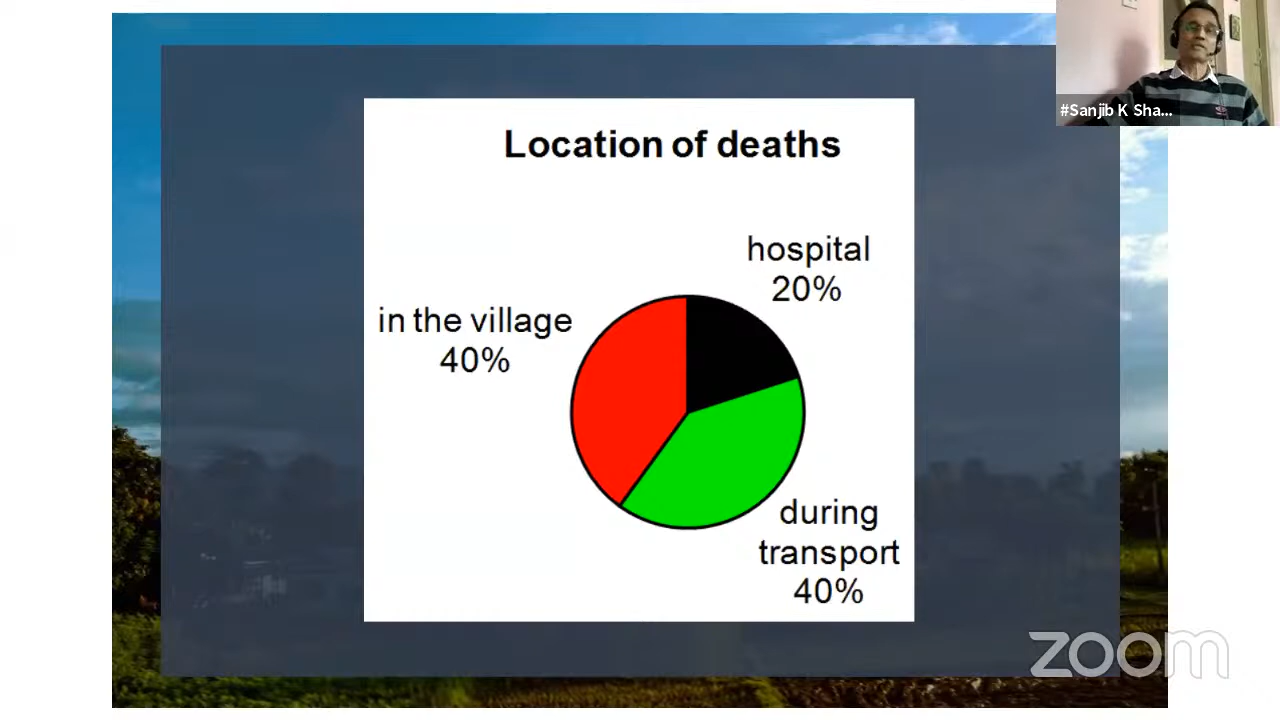 #Sanjib K Sha...
Location of deaths
hospital
20%
in the village
40%
during
transport
40%
zoom